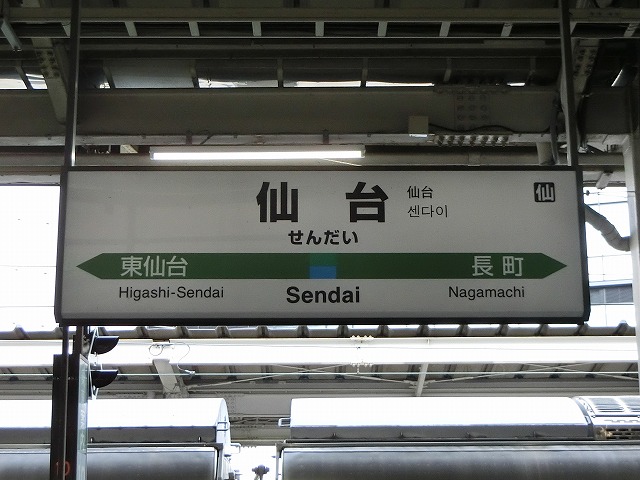 仙台
仙台
센다이
仙
せんだい
東仙台
長町
Higashi-Sendai
Sendai
Nagamachi
10